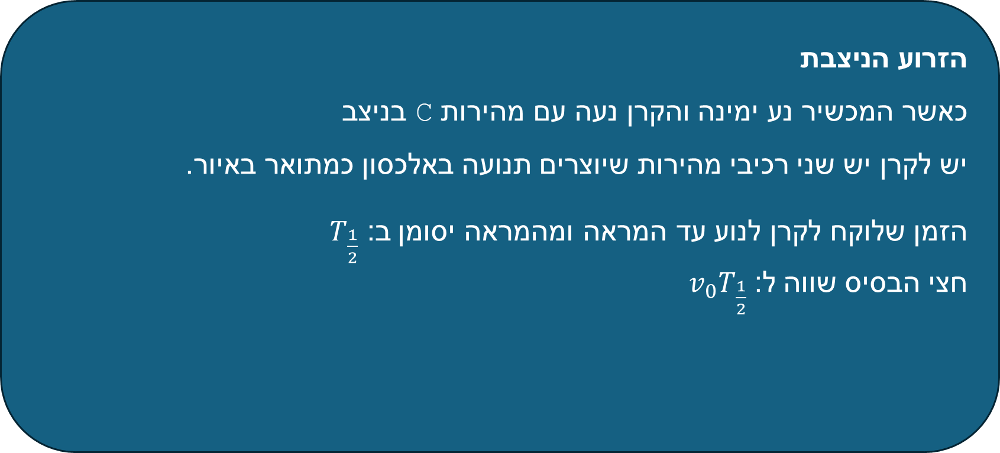 הזרוע הניצבת
כאשר המכשיר נע ימינה והקרן נעה עם מהירות C בניצב
יש לקרן יש שני רכיבי מהירות שיוצרים תנועה באלכסון כמתואר באיור.
הזמן שלוקח לקרן לנוע עד המראה ומהמראה יסומן ב: $T_{\frac{1}{2}}$
חצי הבסיס שווה ל: $v_0 T_{\frac{1}{2}}$